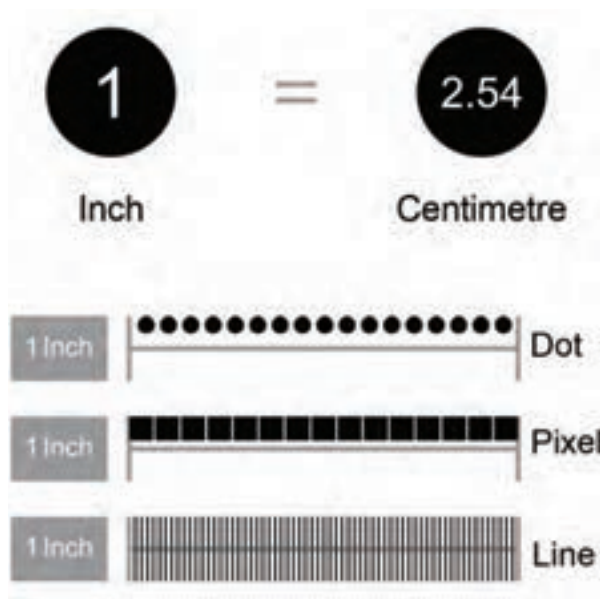 1 = 2.54
Inch Centimetre
1 Inch Dot
1 Inch Pixel
1 Inch Line